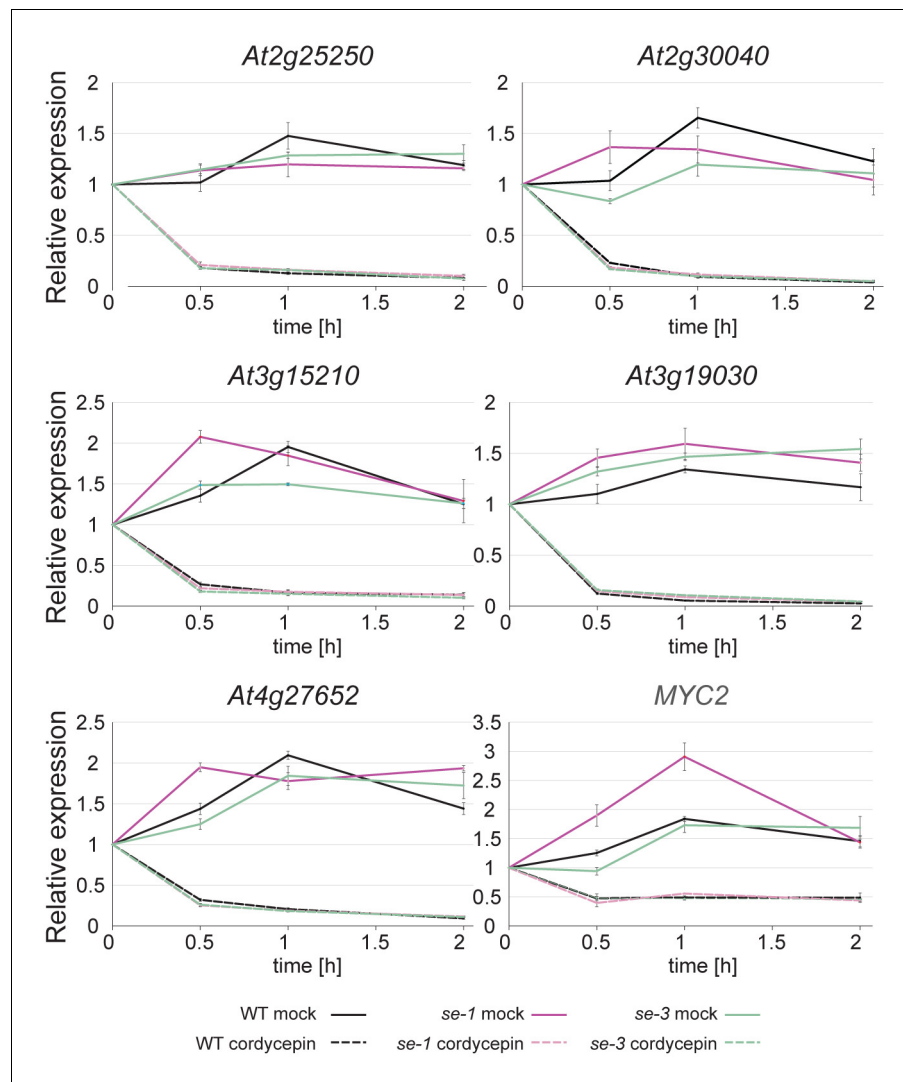 At2g25250
At2g30040
Relative expression
2
1.5
1
0.5
0
0 0.5 1 1.5 2
time [h]
2
1.5
1
0.5
0
0 0.5 1 1.5 2
time [h]
At3g15210
At3g19030
Relative expression
2.5
2
1.5
1
0.5
0
0 0.5 1 1.5 2
time [h]
2
1.5
1
0.5
0
0 0.5 1 1.5 2
time [h]
At4g27652
MYC2
Relative expression
2.5
2
1.5
1
0.5
0
0 0.5 1 1.5 2
time [h]
3.5
3
2.5
2
1.5
1
0.5
0
0 0.5 1 1.5 2
time [h]
WT mock se-1 mock se-3 mock
WT cordycepin se-1 cordycepin se-3 cordycepin